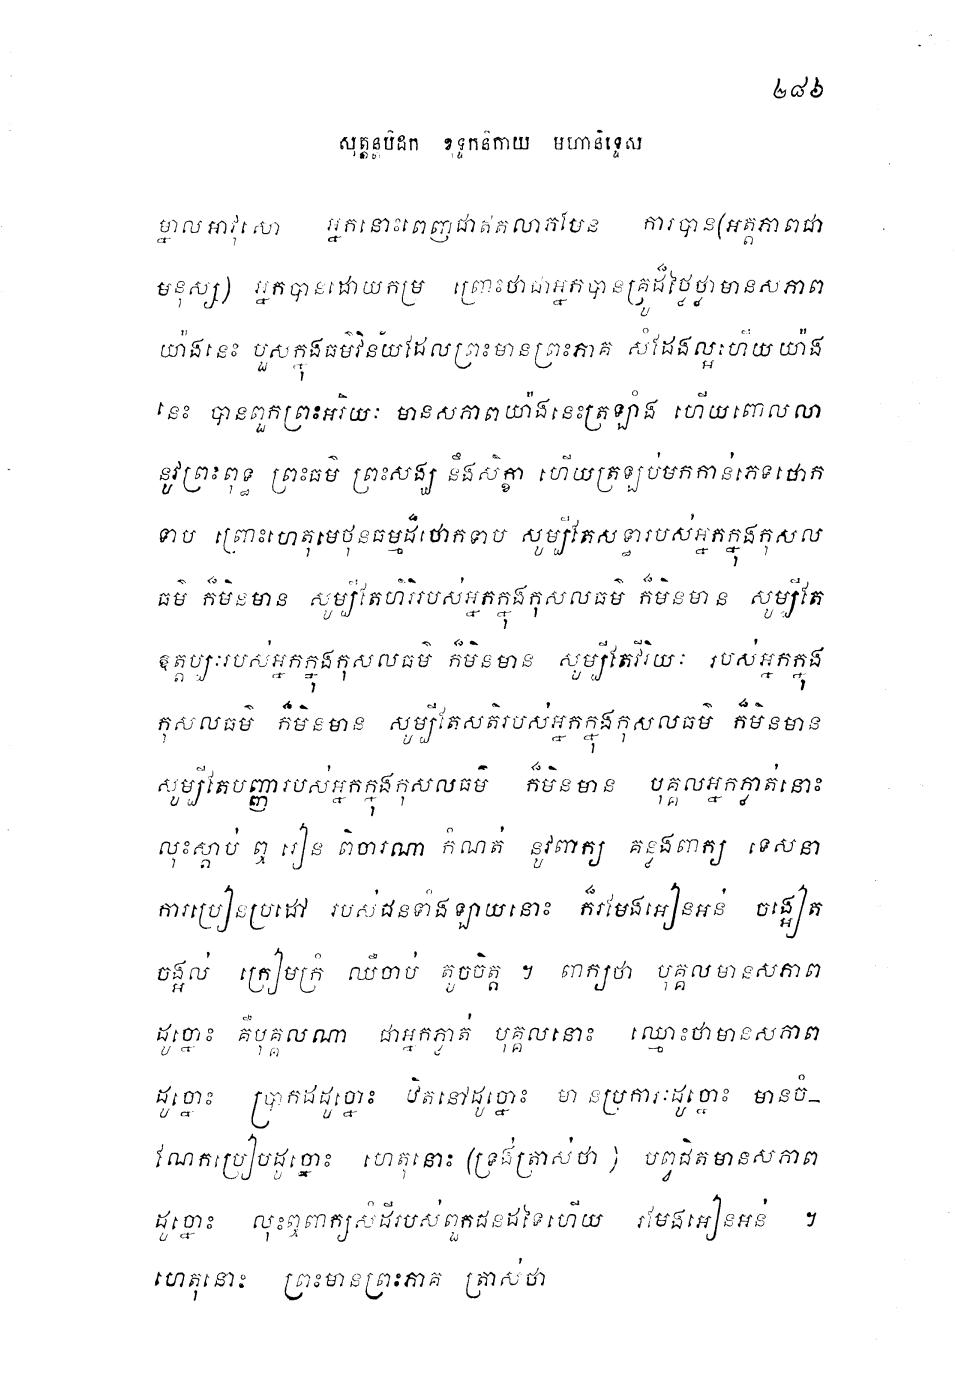 ២៨៦
សុត្តន្តបិដក ខុទ្ទកនិកាយ មហានិទ្ទេស
ម្នាលអាវុសោ អ្នកនោះពេញជាត់តលាភមែន ការបាន(អត្តភាពជា
មនុស្ស) អ្នកបានដោយកម្រ ព្រោះថាជាអ្នកបានគ្រូដ៏ថ្លៃថ្លាមានសភាព
យ៉ាងនេះ បួសក្នុងធម៌វិន័យដែលព្រះមានព្រះភាគ សំដែងល្អហើយយ៉ាង
នេះ បានពួកព្រះអរិយៈ មានសភាពយ៉ាងនេះត្រឡាំង ហើយពោលលា
នូវព្រះពុទ្ធ ព្រះធម៌ ព្រះសង្ឃ នឹងសិក្ខា ហើយត្រឡប់មកកាន់ភេទថោក
ទាប ព្រោះហេតុមេថុនធម្មដ៏ថោកទាប សូម្បីតែសទ្ធារបស់អ្នកក្នុងកុសល
ធម៌ ក៏មិនមាន សូម្បីតែហិរិរបស់អ្នកក្នុងកុសលធម៌ ក៏មិនមាន សូម្បីតែ
ឧត្តប្បៈរបស់អ្នកក្នុងកុសលធម៌ ក៏មិនមាន សូម្បីតែវីរិយៈ របស់អ្នកក្នុង
កុសលធម៌ ក៏មិនមាន សូម្បីតែសតិរបស់អ្នកក្នុងកុសលធម៌ ក៏មិនមាន
សូម្បីតែបញ្ញារបស់អ្នកក្នុងកុសលធម៌ ក៏មិនមាន បុគ្គលអ្នកភ្លាត់នោះ
លុះស្តាប់ ឮ រៀន ពិចារណា កំណត់ នូវពាក្យ គន្លងពាក្យ ទេសនា
ការប្រៀនប្រដៅ របស់ជនទាំងឡាយនោះ ក៏រមែងអៀនអន់ ចង្អៀត
ចង្អល់ ក្រៀមក្រំ ឈឺចាប់ តូចចិត្ត ។ ពាក្យថា បុគ្គលមានសភាព
ដូច្នោះ គឺបុគ្គលណា ជាអ្នកភ្លាត់ បុគ្គលនោះ ឈ្មោះថាមានសភាព
ដូច្នោះ ប្រាកដដូច្នោះ ឋិតនៅដូច្នោះ មានប្រការៈដូច្នោះ មានចំ-
ណែកប្រៀបដូច្នោះ ហេតុនោះ (ទ្រង់ត្រាស់ថា ) បព្វជិតមានសភាព
ដូច្នោះ លុះឮពាក្យសំដីរបស់ពួកជនដទៃហើយ រមែងអៀនអន់ ។
ហេតុនោះ ព្រះមានព្រះភាគ ត្រាស់ថា